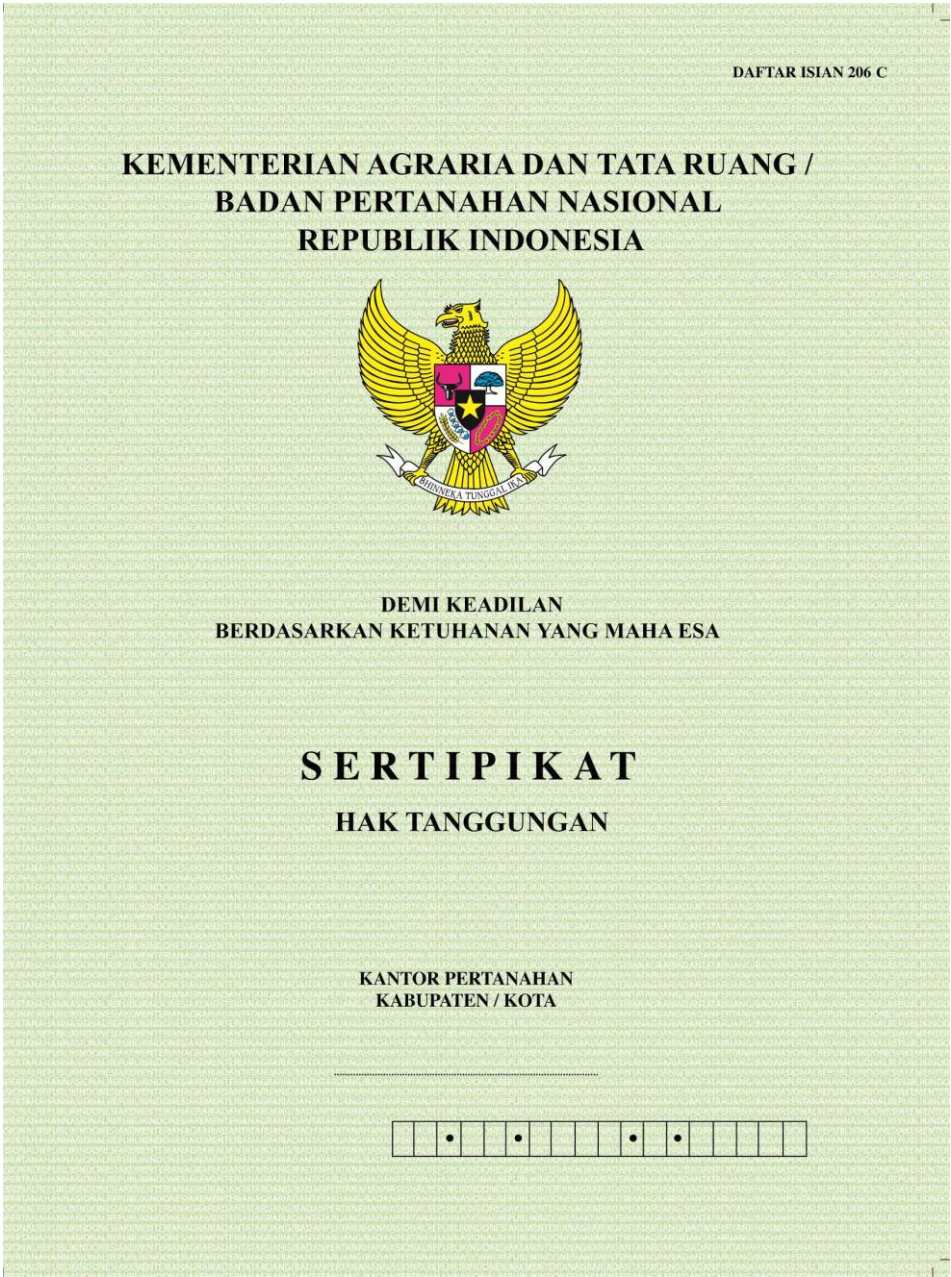 DAFTAR ISIAN 206 C
KEMENTERIAN AGRARIA DAN TATA RUANG /
BADAN PERTANAHAN NASIONAL
REPUBLIK INDONESIA
BHINNEKA TUNGGAL IKA
DEMI KEADILAN
BERDASARKAN KETUHANAN YANG MAHA ESA
SERTIPIKAT
HAK TANGGUNGAN
KANTOR PERTANAHAN
KABUPATEN / KOTA